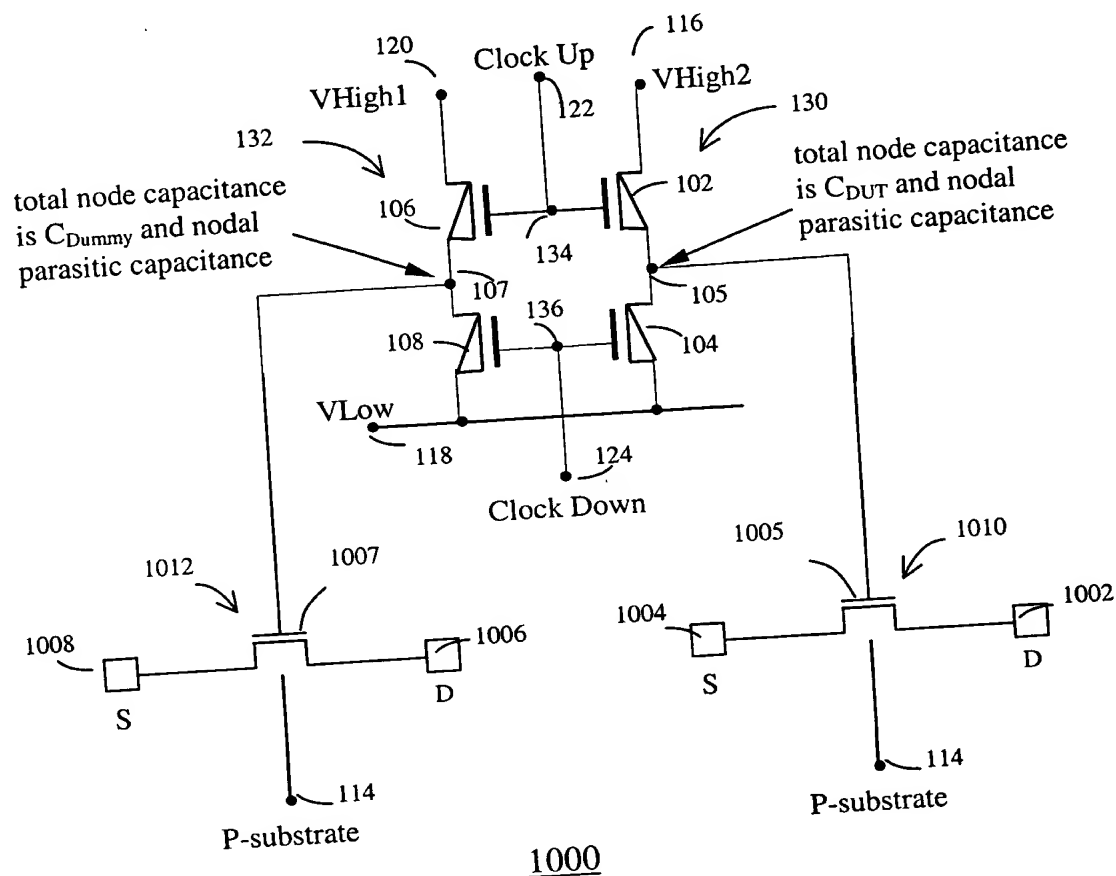 116
120
Clock Up
VHigh1
VHigh2
122
130
132
total node capacitance
is CDummy and nodal
parasitic capacitance
total node capacitance
is CDUT and nodal
parasitic capacitance
106
102
134
107
105
136
108
104
VLow
118
124
Clock Down
1005
1010
1012
1007
1004
1002
1008
1006
S
D
S
D
114
P-substrate
114
P-substrate
1000